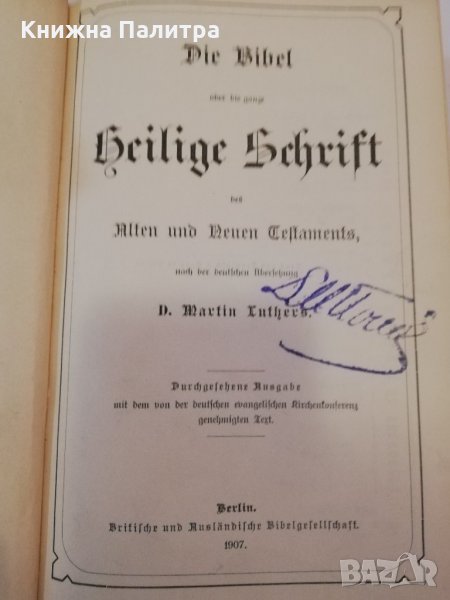 Книжна Палитра
Die Bibel
oder die ganze
Heilige Schrift
des
Alten und Neuen Testaments,
nach der deutschen Übersetzung
D. Martin Luthers.
Durchgesehene Ausgabe
mit dem von der deutschen evangelischen Kirchenkonferenz
genehmigten Text.
Berlin.
Britische und Ausländische Bibelgesellschaft.
1907.
BAZAR